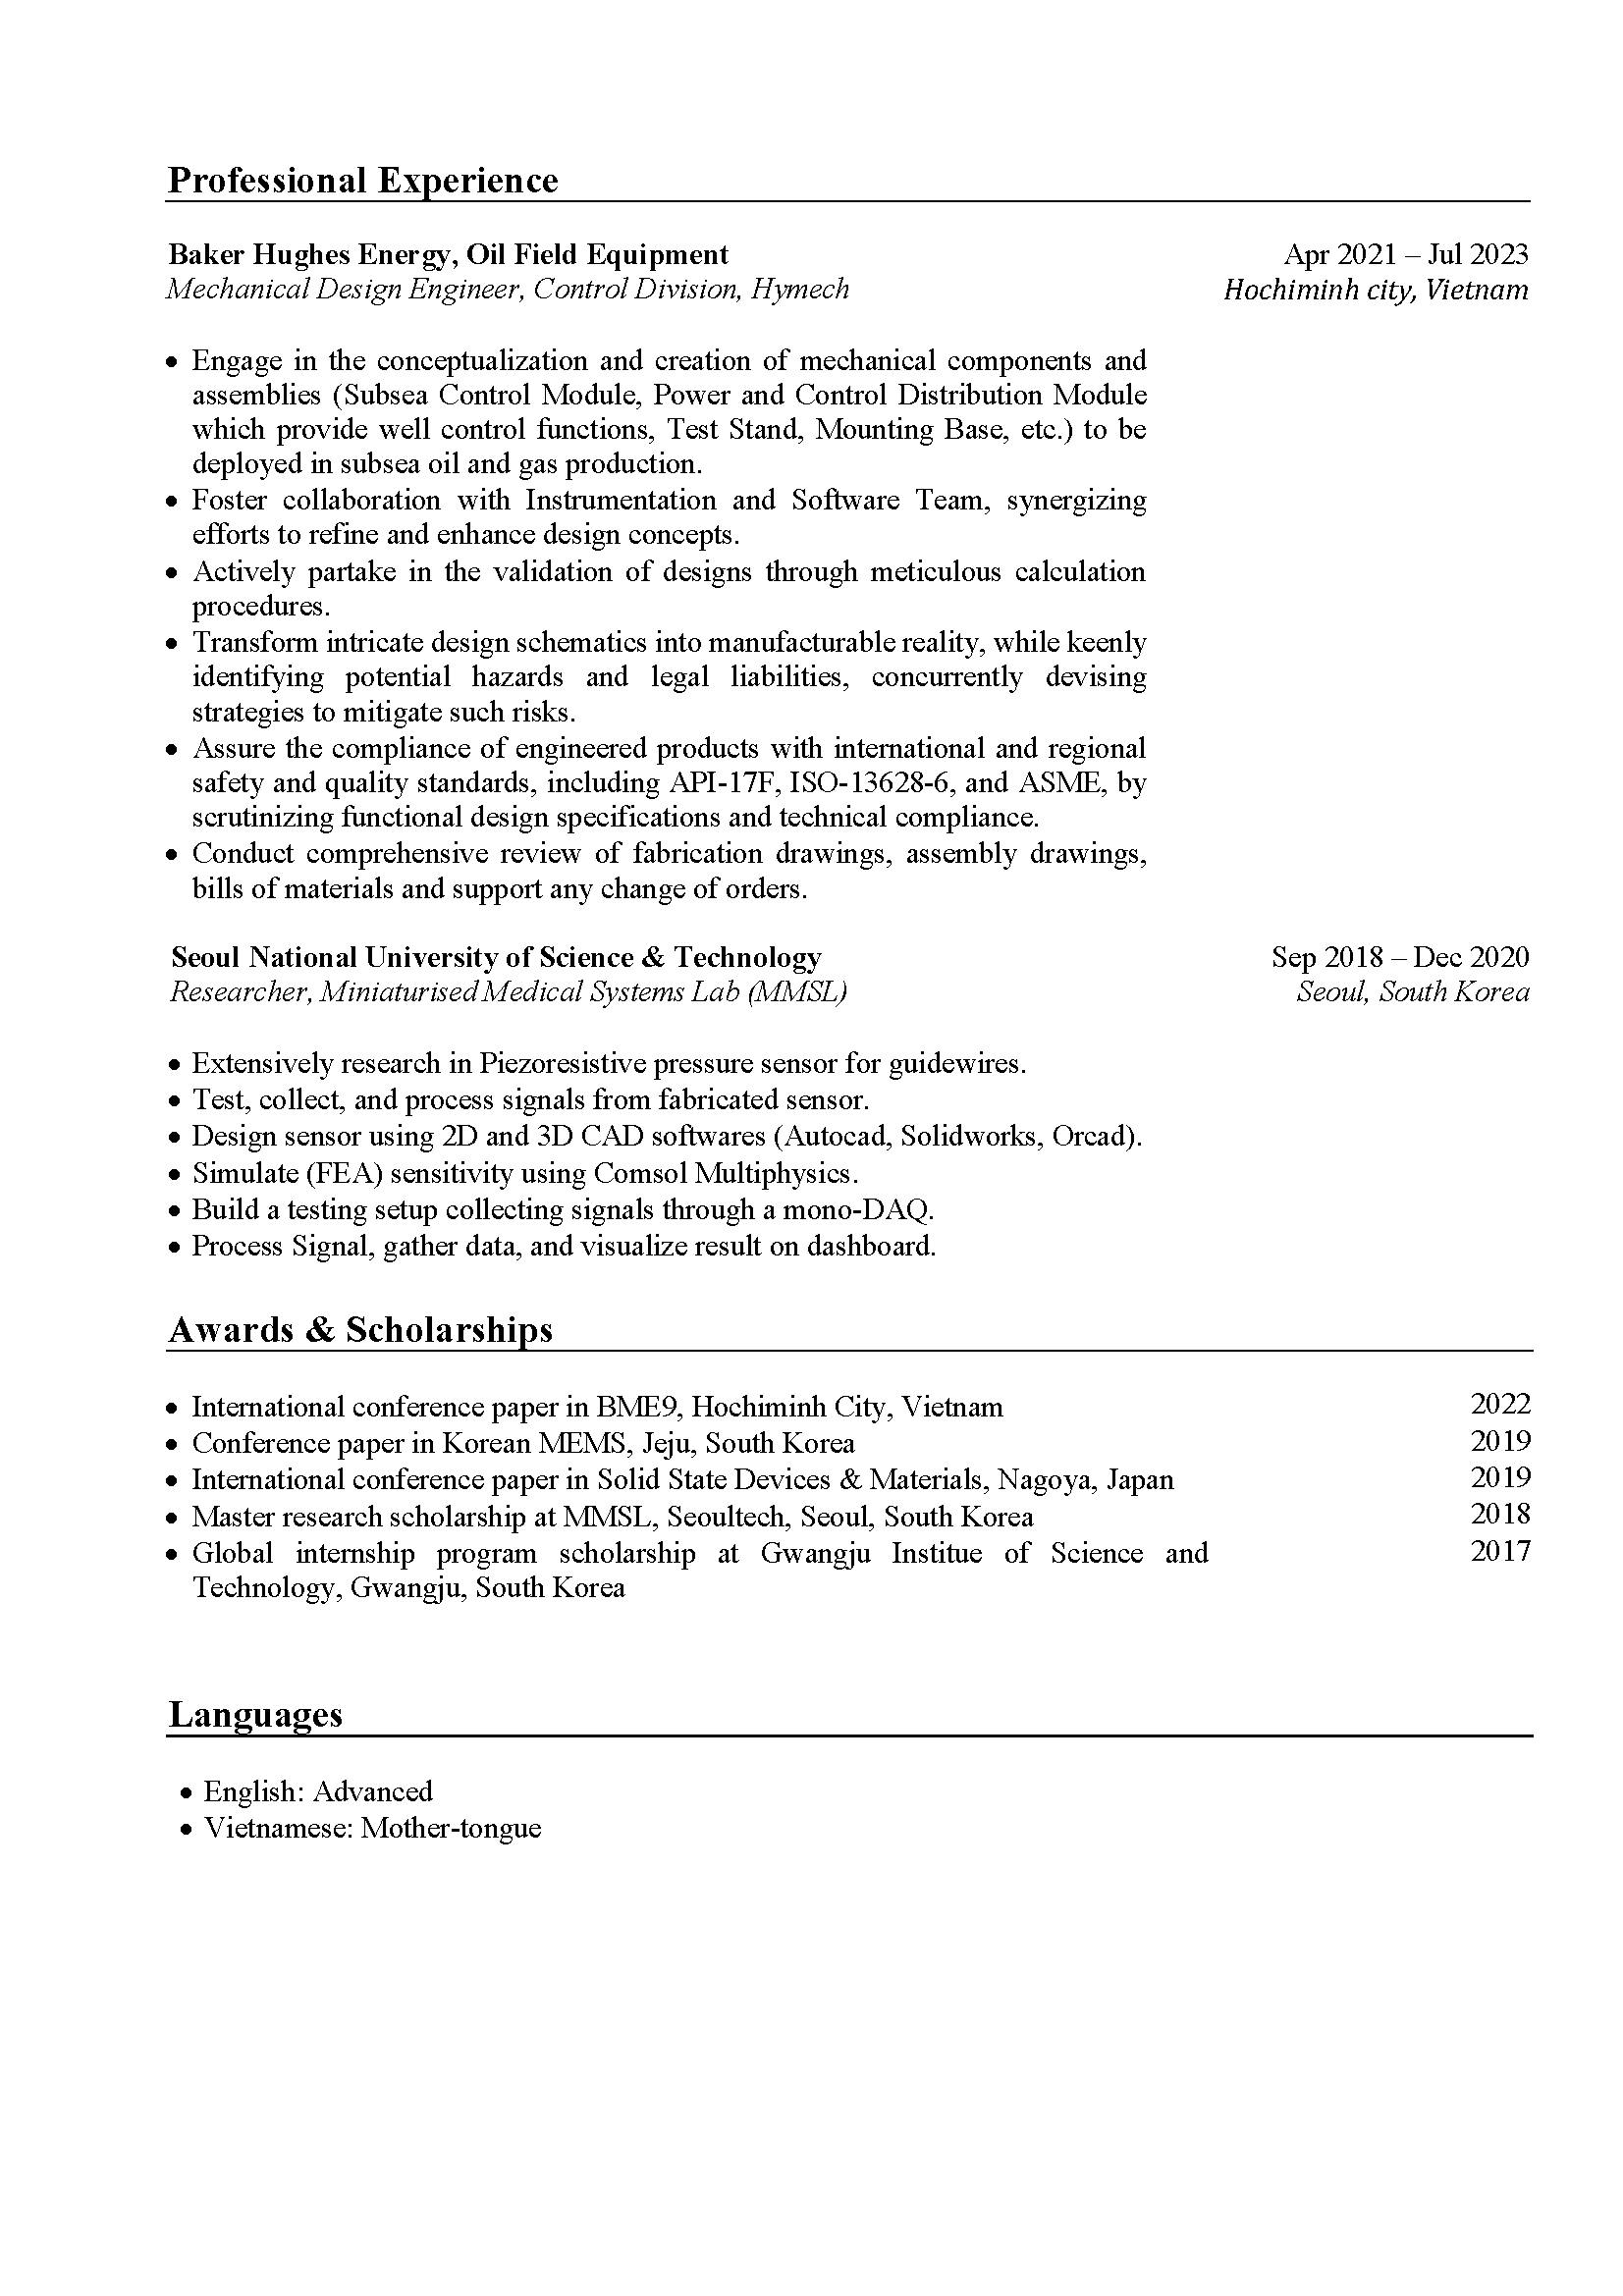 Professional Experience
Baker Hughes Energy, Oil Field Equipment Apr 2021 – Jul 2023
Mechanical Design Engineer, Control Division, Hymech Hochiminh city, Vietnam
• Engage in the conceptualization and creation of mechanical components and
assemblies (Subsea Control Module, Power and Control Distribution Module
which provide well control functions, Test Stand, Mounting Base, etc.) to be
deployed in subsea oil and gas production.
• Foster collaboration with Instrumentation and Software Team, synergizing
efforts to refine and enhance design concepts.
• Actively partake in the validation of designs through meticulous calculation
procedures.
• Transform intricate design schematics into manufacturable reality, while keenly
identifying potential hazards and legal liabilities, concurrently devising
strategies to mitigate such risks.
• Assure the compliance of engineered products with international and regional
safety and quality standards, including API-17F, ISO-13628-6, and ASME, by
scrutinizing functional design specifications and technical compliance.
• Conduct comprehensive review of fabrication drawings, assembly drawings,
bills of materials and support any change of orders.
Seoul National University of Science & Technology Sep 2018 – Dec 2020
Researcher, Miniaturised Medical Systems Lab (MMSL) Seoul, South Korea
• Extensively research in Piezoresistive pressure sensor for guidewires.
• Test, collect, and process signals from fabricated sensor.
• Design sensor using 2D and 3D CAD softwares (Autocad, Solidworks, Orcad).
• Simulate (FEA) sensitivity using Comsol Multiphysics.
• Build a testing setup collecting signals through a mono-DAQ.
• Process Signal, gather data, and visualize result on dashboard.
Awards & Scholarships
• International conference paper in BME9, Hochiminh City, Vietnam 2022
• Conference paper in Korean MEMS, Jeju, South Korea 2019
• International conference paper in Solid State Devices & Materials, Nagoya, Japan 2019
• Master research scholarship at MMSL, Seoultech, Seoul, South Korea 2018
• Global internship program scholarship at Gwangju Institue of Science and 2017
Technology, Gwangju, South Korea
Languages
• English: Advanced
• Vietnamese: Mother-tongue